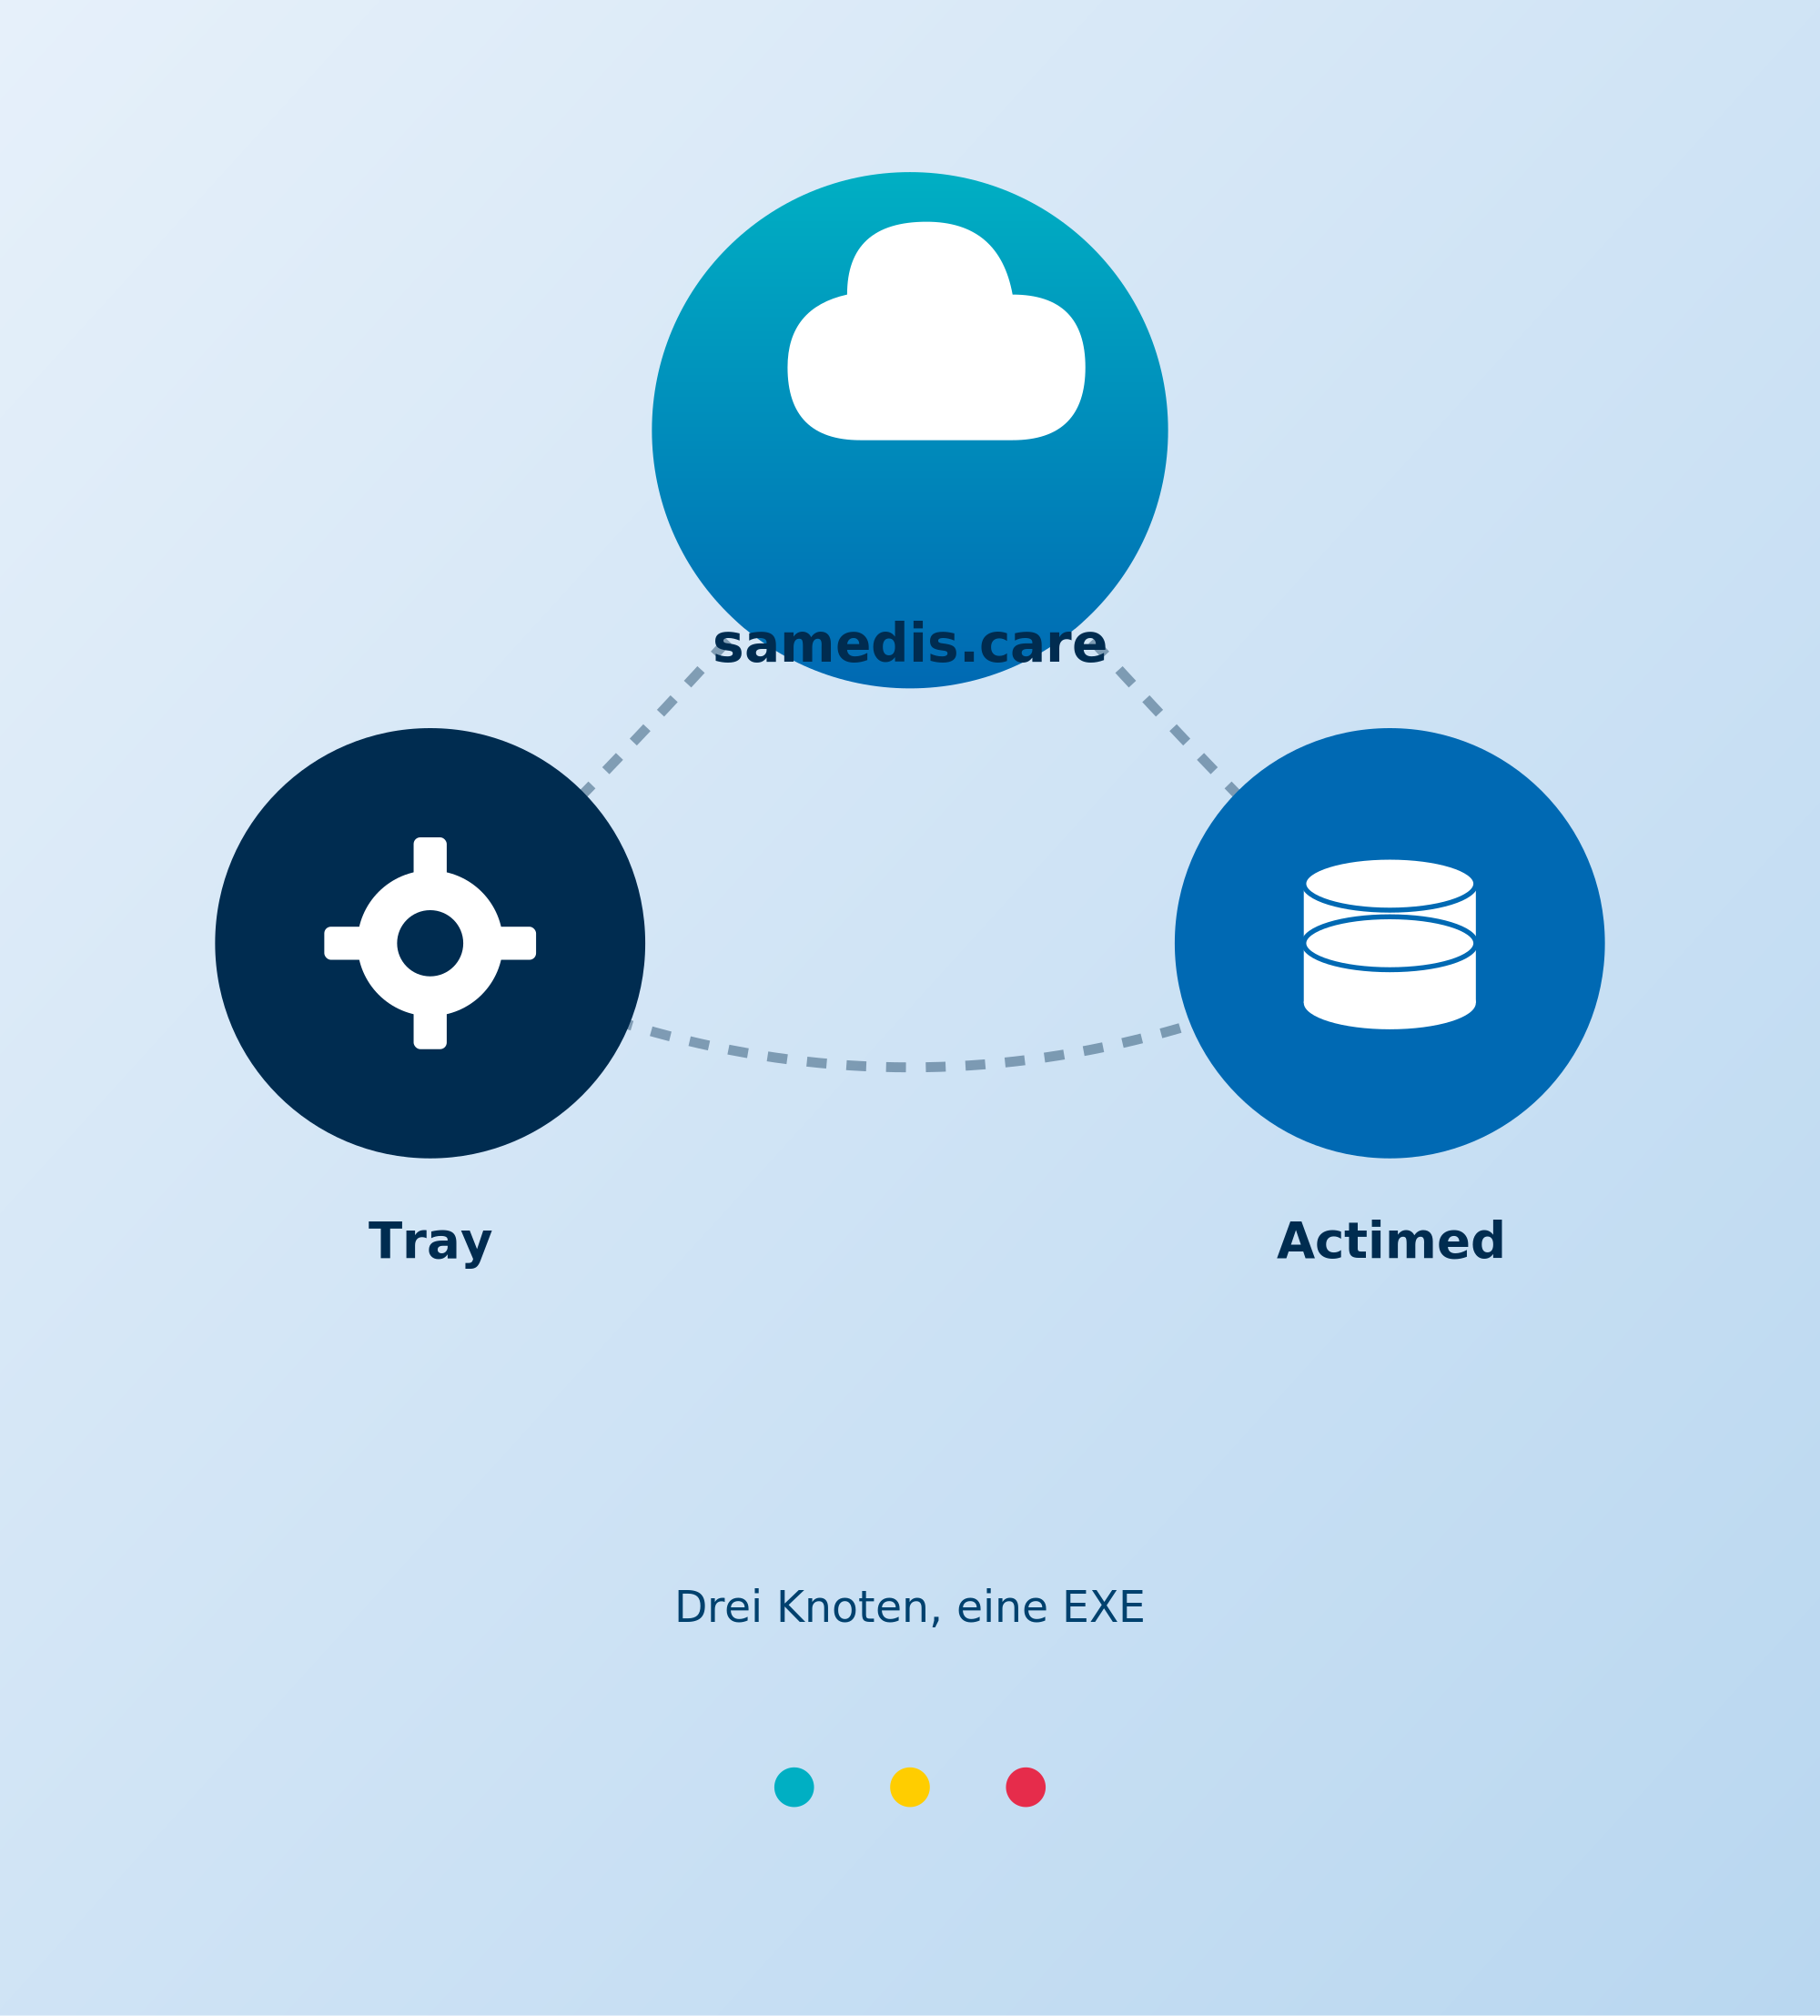 samedis.care
Tray
Actimed
Drei Knoten, eine EXE